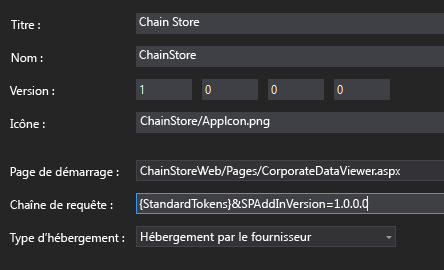 Titre : Chain Store
Nom : ChainStore
Version : 1 0 0 0
Icône : ChainStore/AppIcon.png
Page de démarrage : ChainStoreWeb/Pages/CorporateDataViewer.aspx
Chaîne de requête : {StandardTokens}&SPAddInVersion=1.0.0.0
Type d'hébergement : Hébergement par le fournisseur